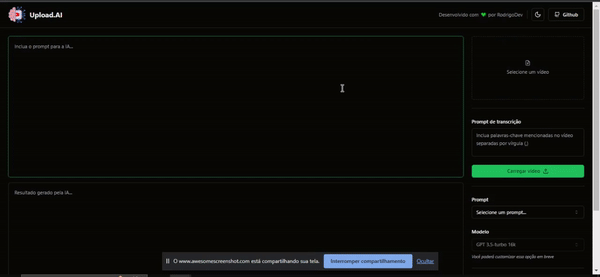 Upload.AI
Desenvolvido com 💚 por RodrigoDev
Github
Inclua o prompt para a IA...
Selecione um vídeo
Prompt de transcrição
Inclua palavras-chave mencionadas no vídeo
separadas por vírgula (,)
Carregar vídeo
Resultado gerado pela IA...
Prompt
Selecione um prompt...
Modelo
GPT 3.5-turbo 16k
Você poderá customizar essa opção em breve
O www.awesomescreenshot.com está compartilhando sua tela.
Interromper compartilhamento
Ocultar